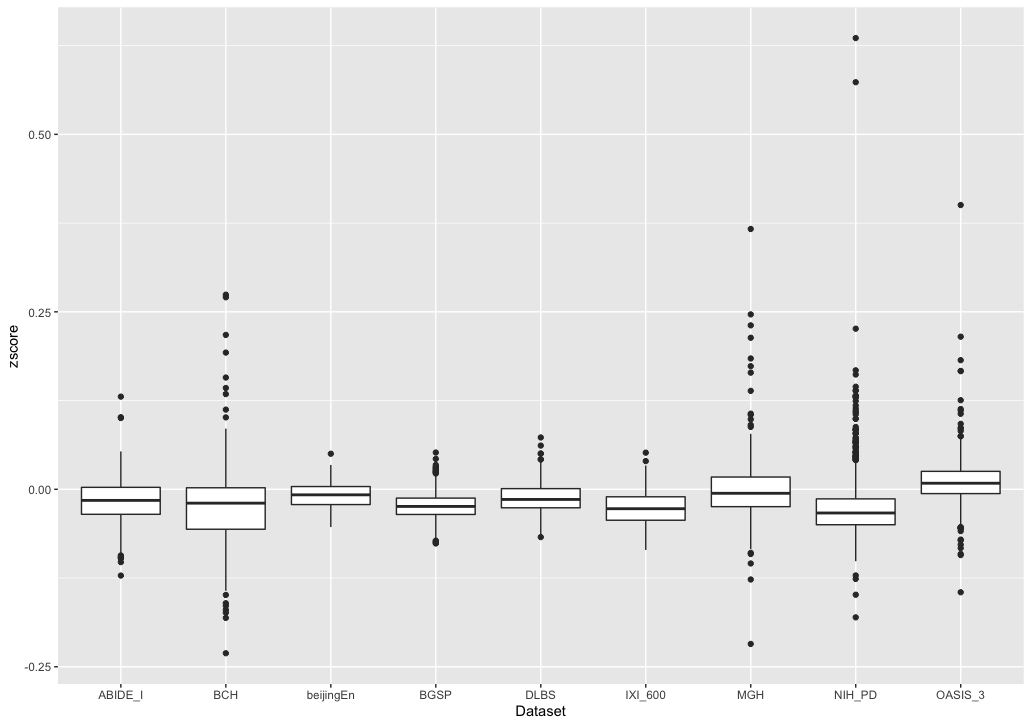 zscore
0.50
0.25
0.00
-0.25
ABIDE_I BCH beijingEn BGSP DLBS IXI_600 MGH NIH_PD OASIS_3
Dataset